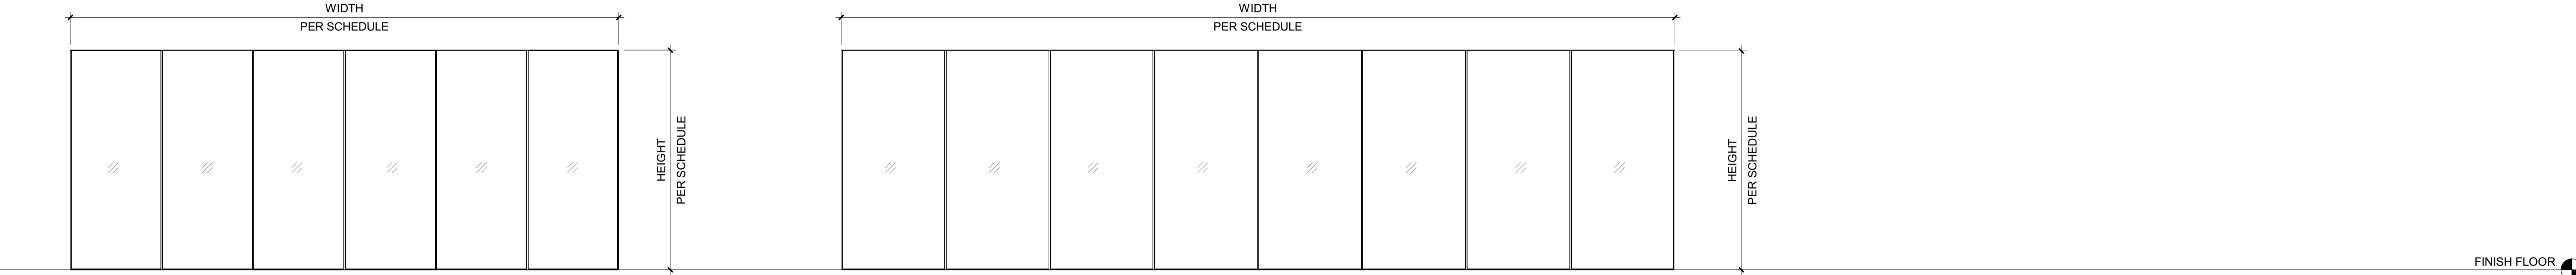 WIDTH
PER SCHEDULE
HEIGHT
PER SCHEDULE
WIDTH
PER SCHEDULE
HEIGHT
PER SCHEDULE
FINISH FLOOR